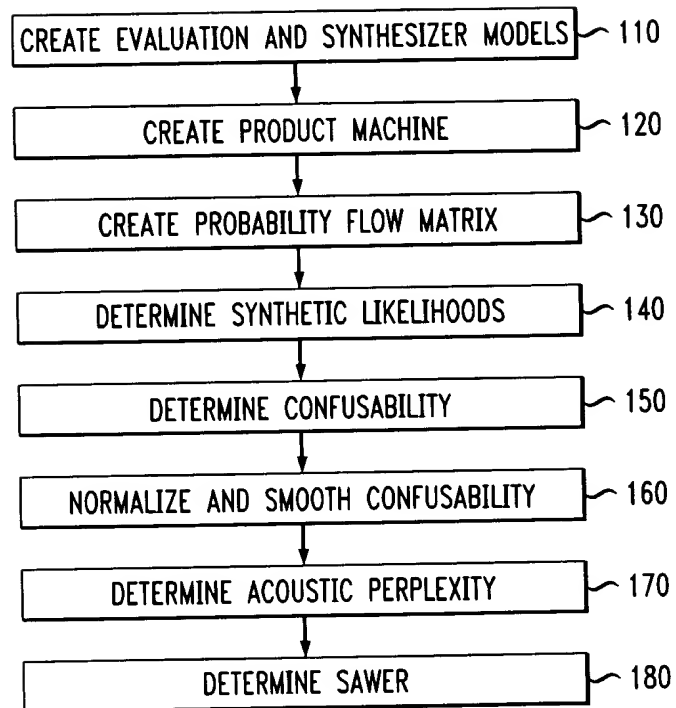 CREATE EVALUATION AND SYNTHESIZER MODELS 110
CREATE PRODUCT MACHINE 120
CREATE PROBABILITY FLOW MATRIX 130
DETERMINE SYNTHETIC LIKELIHOODS 140
DETERMINE CONFUSABILITY 150
NORMALIZE AND SMOOTH CONFUSABILITY 160
DETERMINE ACOUSTIC PERPLEXITY 170
DETERMINE SAWER 180